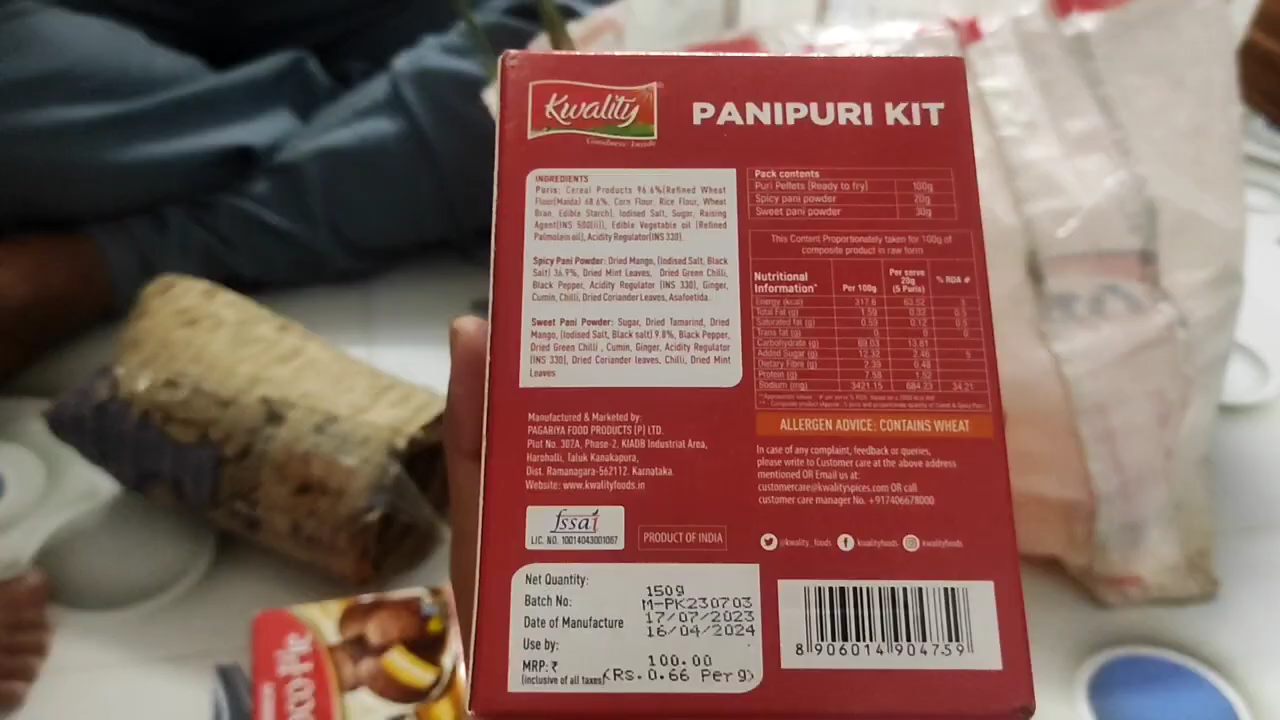 Kwality
Goodness Inside
PANIPURI KIT
INGREDIENTS
Puris: Cereal Products 96.6%(Refined Wheat
Flour(Maida) 68.6%, Corn Flour, Rice Flour, Wheat
Bran, Edible Starch), Iodised Salt, Sugar, Raising
Agent(INS 500(ii)), Edible Vegetable oil (Refined
Palmolein oil), Acidity Regulator(INS 330).
Spicy Pani Powder: Dried Mango, (Iodised Salt, Black
Salt) 36.9%, Dried Mint Leaves, Dried Green Chilli,
Black Pepper, Acidity Regulator (INS 330), Ginger,
Cumin, Chilli, Dried Coriander Leaves, Asafoetida.
Sweet Pani Powder: Sugar, Dried Tamarind, Dried
Mango, (Iodised Salt, Black salt) 9.8%, Black Pepper,
Dried Green Chilli , Cumin, Ginger, Acidity Regulator
(INS 330), Dried Coriander leaves, Chilli, Dried Mint
Leaves
Manufactured & Marketed by:
PAGARIYA FOOD PRODUCTS (P) LTD.
Plot No. 302A, Phase-2, KIADB Industrial Area,
Harohalli, Taluk Kanakapura,
Dist. Ramanagara-562112. Karnataka.
Website: www.kwalityfoods.in
fssai
LIC. NO. 10014043001067
PRODUCT OF INDIA
Net Quantity: 150g
Batch No: M-PK230703
Date of Manufacture 17/07/2023
Use by: 16/04/2024
MRP: ₹ 100.00
(inclusive of all taxes) (RS.0.66 Per g)
Pack contents
Puri Pellets (Ready to fry) 100g
Spicy pani powder 20g
Sweet pani powder 30g
This Content Proportionately taken for 100g of
composite product in raw form
Nutritional Information* Per 100g Per serve 20g (5 Puris) % RDA #
Energy (kcal) 317.6 63.52 3
Total Fat (g) 1.59 0.32 0.5
Saturated fat (g) 0.59 0.12 0.5
Trans fat (g) 0 0 0
Carbohydrate (g) 69.03 13.81
Added Sugar (g) 12.32 2.46 5
Dietary Fibre (g) 2.39 0.48
Protein (g) 7.58 1.52
Sodium (mg) 3421.15 684.23 34.21
ALLERGEN ADVICE: CONTAINS WHEAT
In case of any complaint, feedback or queries,
please write to Customer care at the above address
mentioned OR Email us at:
customercare@kwalityspices.com OR call
customer care manager No. +917406678000
@kwality_foods kwalityfoods kwalityfoods
8 906014 904759